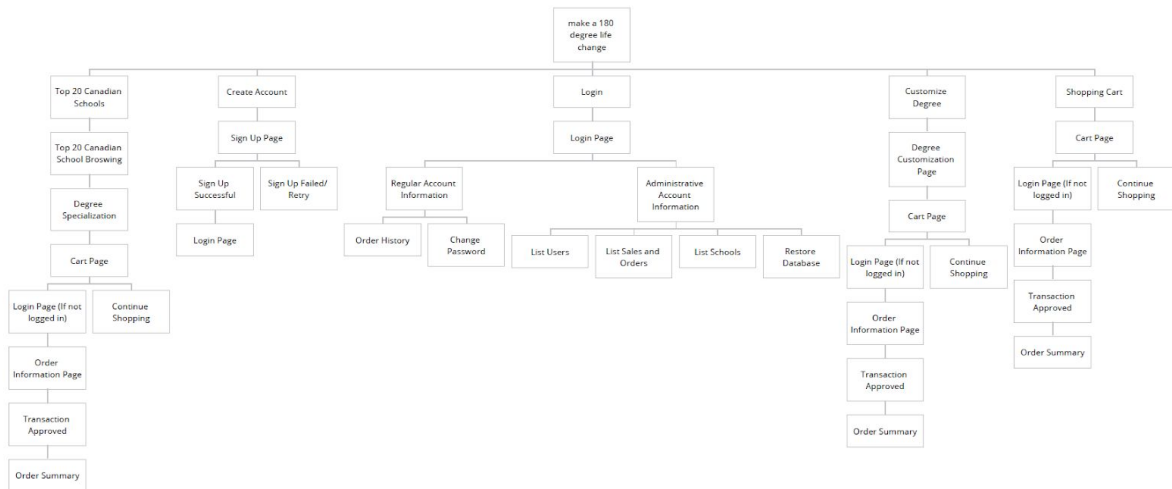 make a 180
degree life
change
Top 20 Canadian
Schools
Create Account
Login
Customize
Degree
Shopping Cart
Top 20 Canadian
School Broswing
Sign Up Page
Login Page
Degree
Customization
Page
Cart Page
Degree
Specialization
Sign Up
Successful
Sign Up Failed/
Retry
Regular Account
Information
Administrative
Account
Information
Cart Page
Login Page (If not
logged in)
Continue
Shopping
Cart Page
Login Page
Order History
Change
Password
List Users
List Sales and
Orders
List Schools
Restore
Database
Login Page (If not
logged in)
Continue
Shopping
Order
Information Page
Login Page (If not
logged in)
Continue
Shopping
Order
Information Page
Transaction
Approved
Order
Information Page
Transaction
Approved
Order Summary
Transaction
Approved
Order Summary
Order Summary